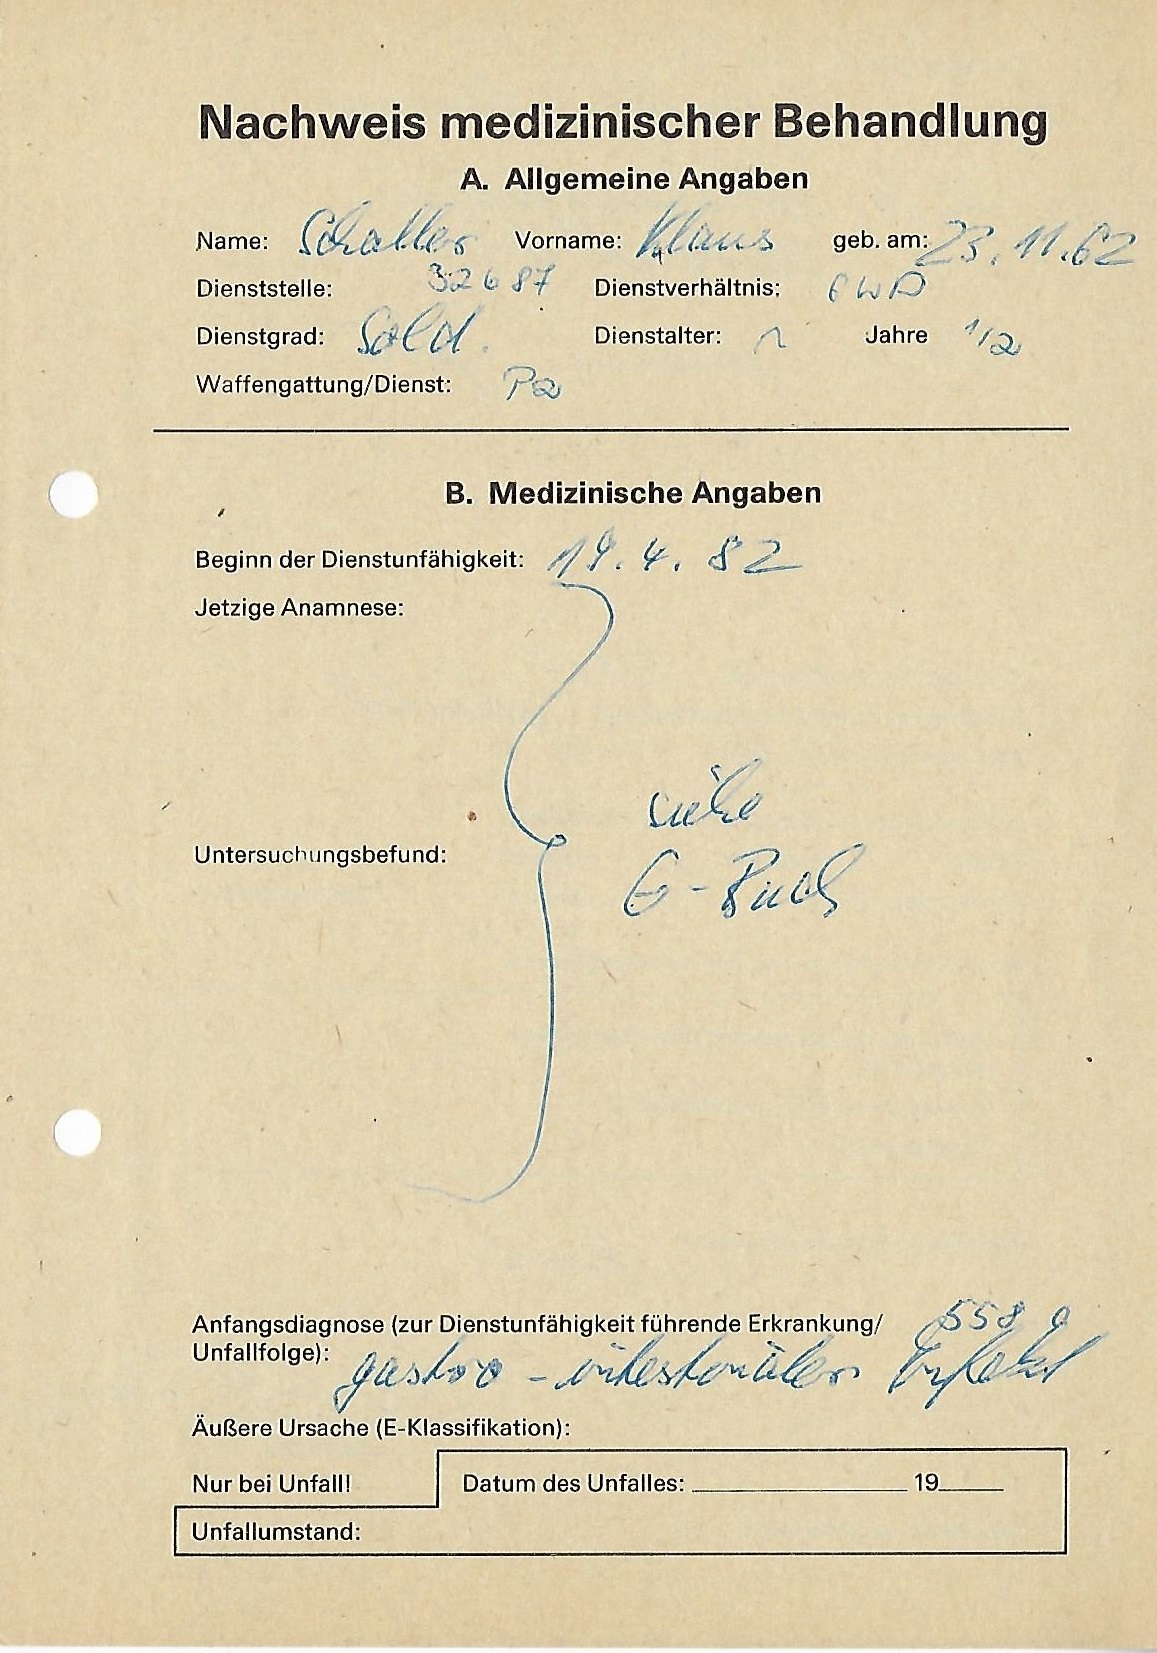 Nachweis medizinischer Behandlung
A. Allgemeine Angaben
Name: Schaller Vorname: Klaus geb. am: 23.11.62
Dienststelle: 32687 Dienstverhältnis: GWD
Dienstgrad: Sold. Dienstalter: Jahre 1/2
Waffengattung/Dienst: Pa
B. Medizinische Angaben
Beginn der Dienstunfähigkeit: 19.4.82
Jetzige Anamnese:
siehe
Untersuchungsbefund:
G-Buch
Anfangsdiagnose (zur Dienstunfähigkeit führende Erkrankung/ 558 9
Unfallfolge): gastro-intestinaler Infekt
Äußere Ursache (E-Klassifikation):
Nur bei Unfall! Datum des Unfalles: 19
Unfallumstand: